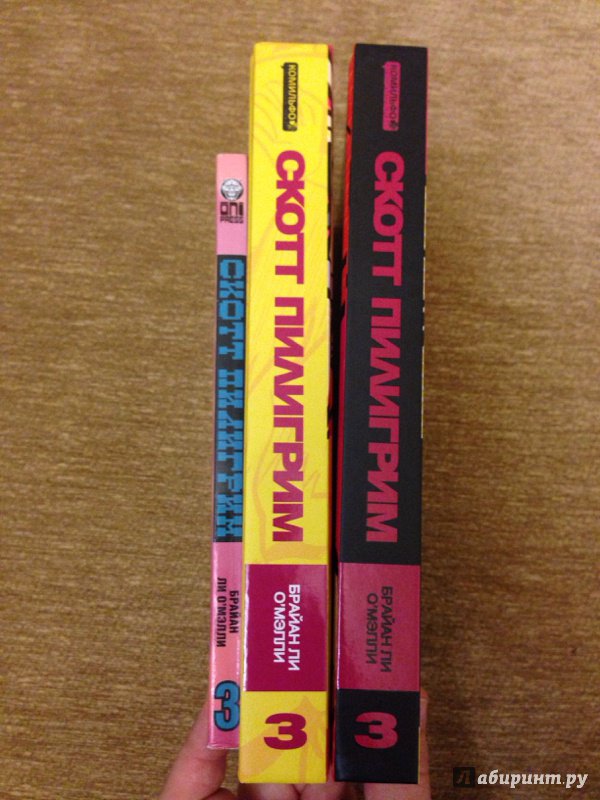 ONI
PRESS
СКОТТ ПИЛИГРИМ
БРАЙАН
ЛИ О'МЭЛЛИ
3
КОМИЛЬФО
СКОТТ ПИЛИГРИМ
БРАЙАН ЛИ
О'МЭЛЛИ
3
КОМИЛЬФО
СКОТТ ПИЛИГРИМ
БРАЙАН ЛИ
О'МЭЛЛИ
3
Лабиринт.ру